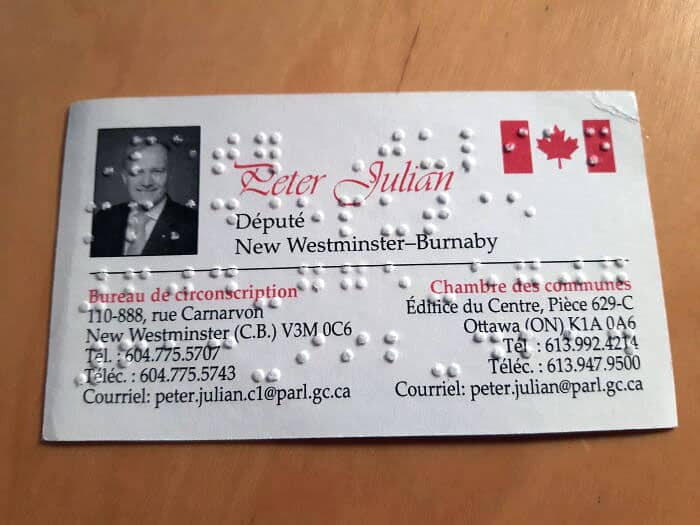 Peter Julian
Député
New Westminster–Burnaby
Bureau de circonscription
110-888, rue Carnarvon
New Westminster (C.B.) V3M 0C6
Tél. : 604.775.5707
Téléc. : 604.775.5743
Courriel: peter.julian.c1@parl.gc.ca
Chambre des communes
Édifice du Centre, Pièce 629-C
Ottawa (ON) K1A 0A6
Tél. : 613.992.4214
Téléc. : 613.947.9500
Courriel: peter.julian@parl.gc.ca